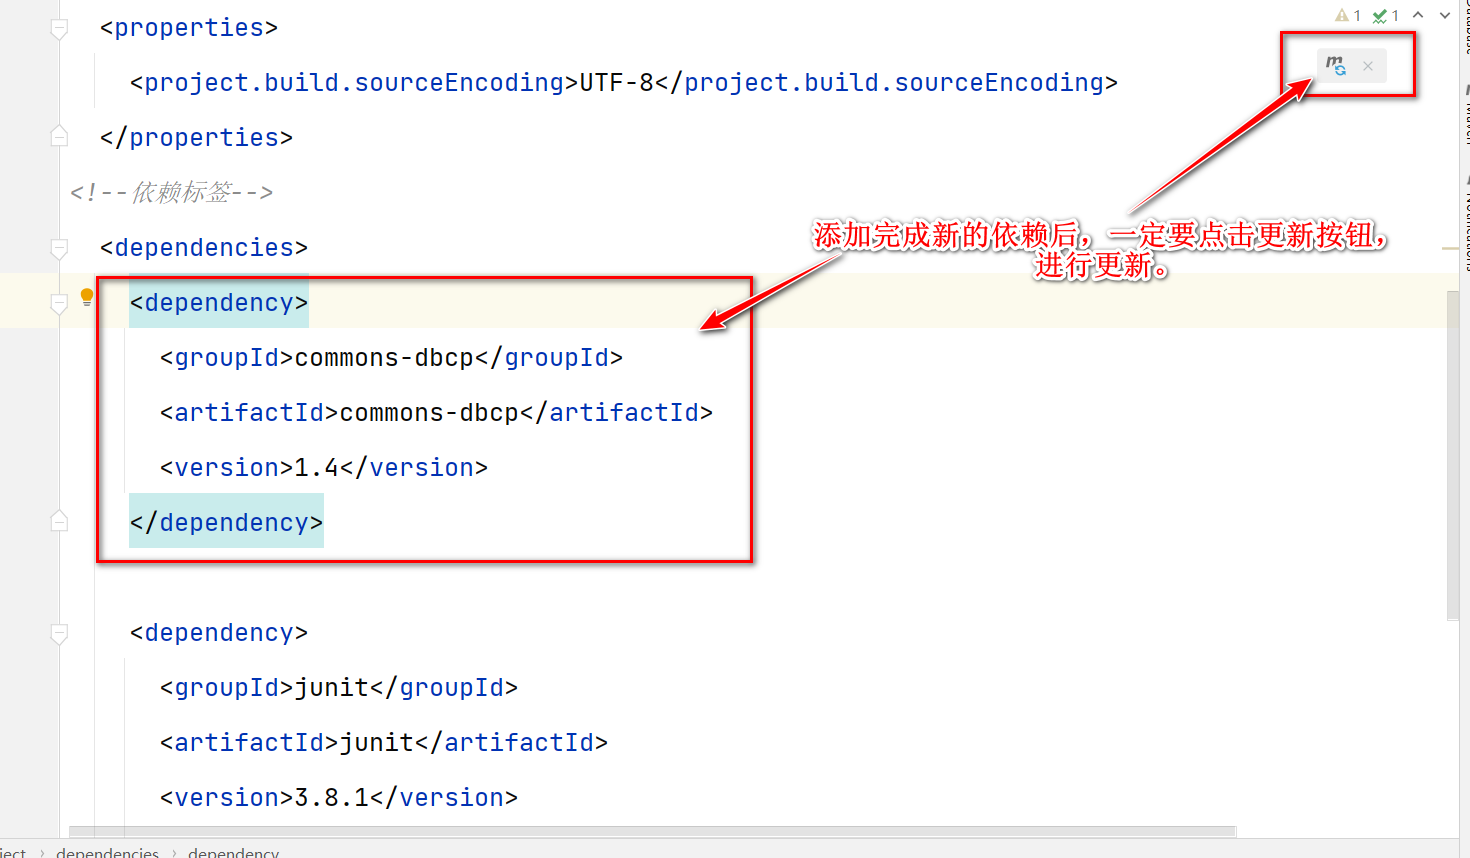 <properties>
1
1
<project.build.sourceEncoding>UTF-8</project.build.sourceEncoding>
</properties>
<!--依赖标签-->
添加完成新的依赖后，一定要点击更新按钮，
进行更新。
<dependencies>
<dependency>
<groupId>commons-dbcp</groupId>
<artifactId>commons-dbcp</artifactId>
<version>1.4</version>
</dependency>
<dependency>
<groupId>junit</groupId>
<artifactId>junit</artifactId>
<version>3.8.1</version>
dependencies
dependency